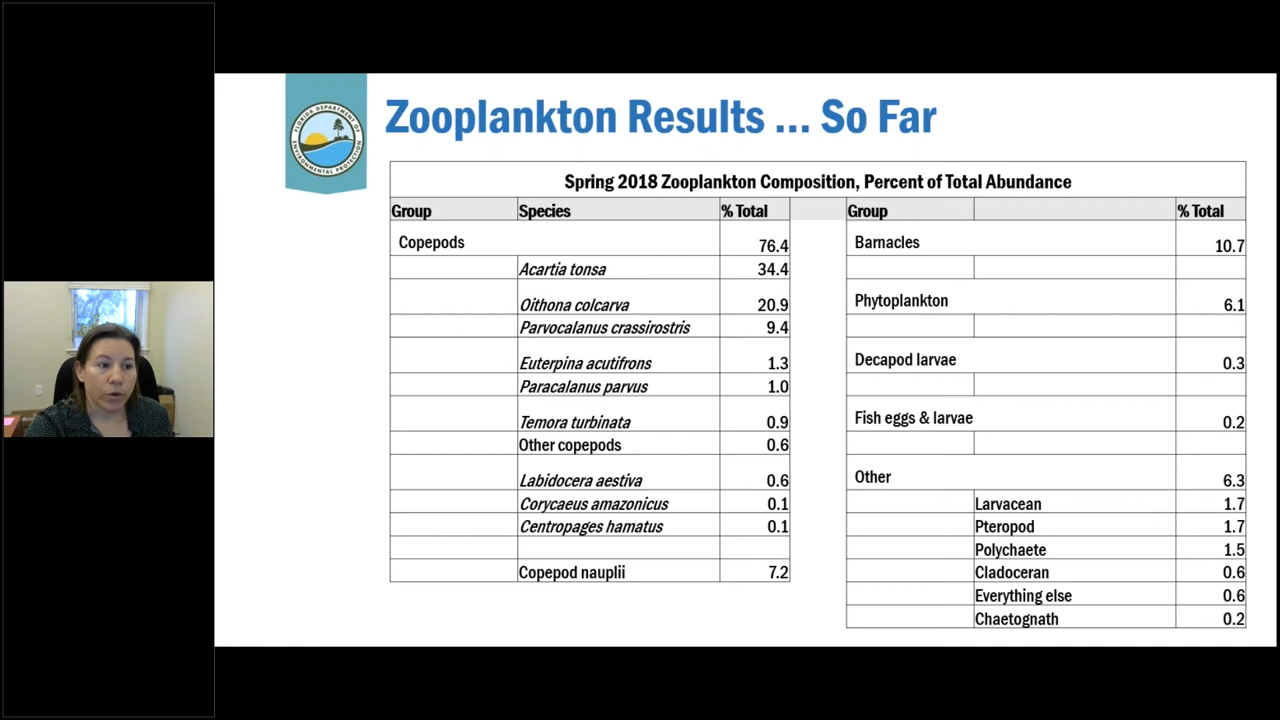 FLORIDA DEPARTMENT OF ENVIRONMENTAL PROTECTION
Zooplankton Results ... So Far
Spring 2018 Zooplankton Composition, Percent of Total Abundance
Group Species % Total
Copepods 76.4
Acartia tonsa 34.4
Oithona colcarva 20.9
Parvocalanus crassirostris 9.4
Euterpina acutifrons 1.3
Paracalanus parvus 1.0
Temora turbinata 0.9
Other copepods 0.6
Labidocera aestiva 0.6
Corycaeus amazonicus 0.1
Centropages hamatus 0.1
Copepod nauplii 7.2
Group % Total
Barnacles 10.7
Phytoplankton 6.1
Decapod larvae 0.3
Fish eggs & larvae 0.2
Other 6.3
Larvacean 1.7
Pteropod 1.7
Polychaete 1.5
Cladoceran 0.6
Everything else 0.6
Chaetognath 0.2